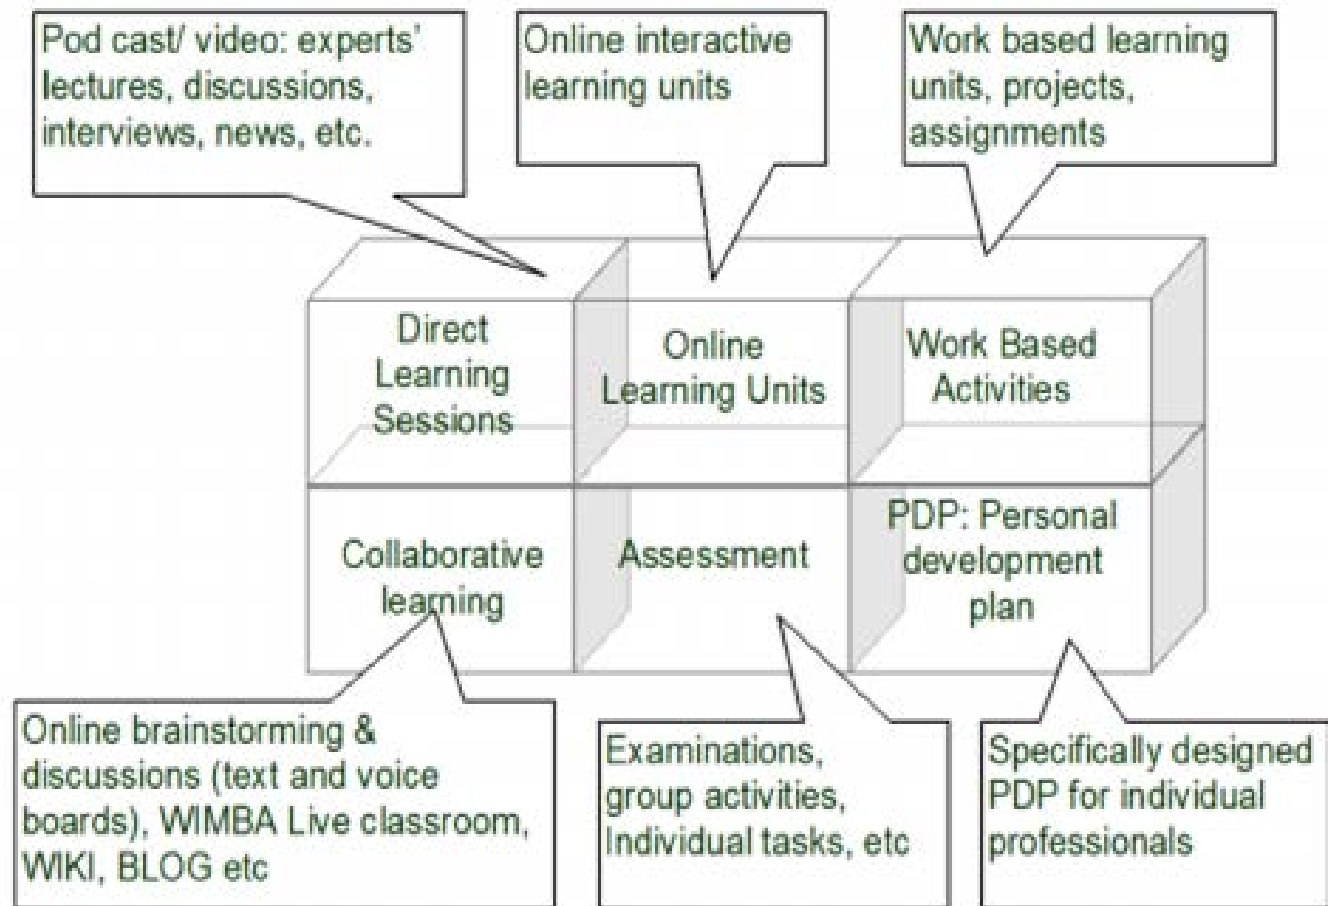 Pod cast/ video: experts'
lectures, discussions,
interviews, news, etc.
Online interactive
learning units
Work based learning
units, projects,
assignments
Direct
Learning
Sessions
Online
Learning Units
Work Based
Activities
Collaborative
learning
Assessment
PDP: Personal
development
plan
Online brainstorming &
discussions (text and voice
boards), WIMBA Live classroom,
WIKI, BLOG etc
Examinations,
group activities,
Individual tasks, etc
Specifically designed
PDP for individual
professionals